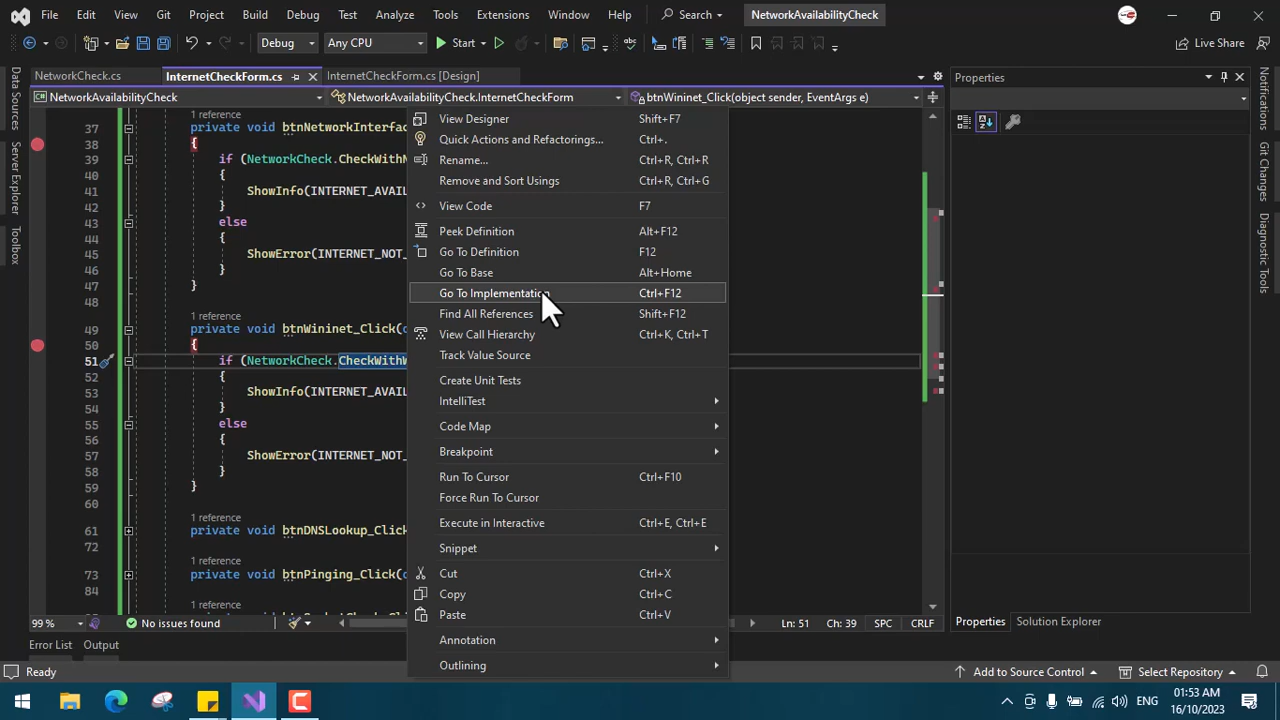 File Edit View Git Project Build Debug Test Analyze Tools Extensions Window Help Search NetworkAvailabilityCheck
Debug Any CPU Start Live Share
NetworkCheck.cs InternetCheckForm.cs InternetCheckForm.cs [Design] Properties
NetworkAvailabilityCheck NetworkAvailabilityCheck.InternetCheckForm btnWininet_Click(object sender, EventArgs e)
Data Sources
Server Explorer
Toolbox
1 reference
37 private void btnNetworkInterfac
38 {
39 if (NetworkCheck.CheckWithN
40 {
41 ShowInfo(INTERNET_AVAIL
42 }
43 else
44 {
45 ShowError(INTERNET_NOT_
46 }
47 }
48
1 reference
49 private void btnWininet_Click(
50 {
51 if (NetworkCheck.CheckWithW
52 {
53 ShowInfo(INTERNET_AVAIL
54 }
55 else
56 {
57 ShowError(INTERNET_NOT_
58 }
59 }
60
1 reference
61 private void btnDNSLookup_Click
72
1 reference
73 private void btnPinging_Click(
84
View Designer Shift+F7
Quick Actions and Refactorings... Ctrl+.
Rename... Ctrl+R, Ctrl+R
Remove and Sort Usings Ctrl+R, Ctrl+G
View Code F7
Peek Definition Alt+F12
Go To Definition F12
Go To Base Alt+Home
Go To Implementation Ctrl+F12
Find All References Shift+F12
View Call Hierarchy Ctrl+K, Ctrl+T
Track Value Source
Create Unit Tests
IntelliTest
Code Map
Breakpoint
Run To Cursor Ctrl+F10
Force Run To Cursor
Execute in Interactive Ctrl+E, Ctrl+E
Snippet
Cut Ctrl+X
Copy Ctrl+C
Paste Ctrl+V
Annotation
Outlining
Notifications
Git Changes
Diagnostic Tools
99 % No issues found Ln: 51 Ch: 39 SPC CRLF Properties Solution Explorer
Error List Output
Ready Add to Source Control Select Repository
ENG 01:53 AM
16/10/2023